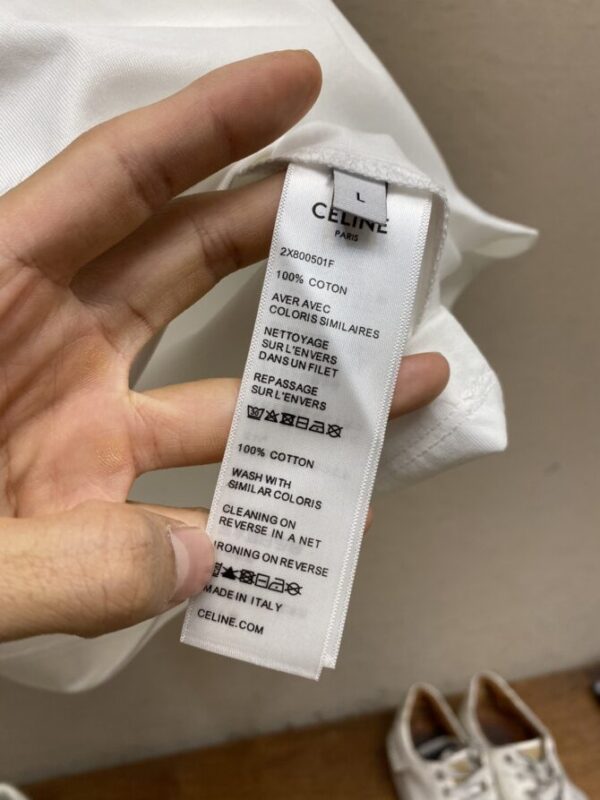 L
CELINE
PARIS
2X800501F
100% COTON
AVER AVEC
COLORIS SIMILAIRES
NETTOYAGE
SUR L'ENVERS
DANS UN FILET
REPASSAGE
SUR L'ENVERS
100% COTTON
WASH WITH
SIMILAR COLORIS
CLEANING ON
REVERSE IN A NET
IRONING ON REVERSE
MADE IN ITALY
CELINE.COM